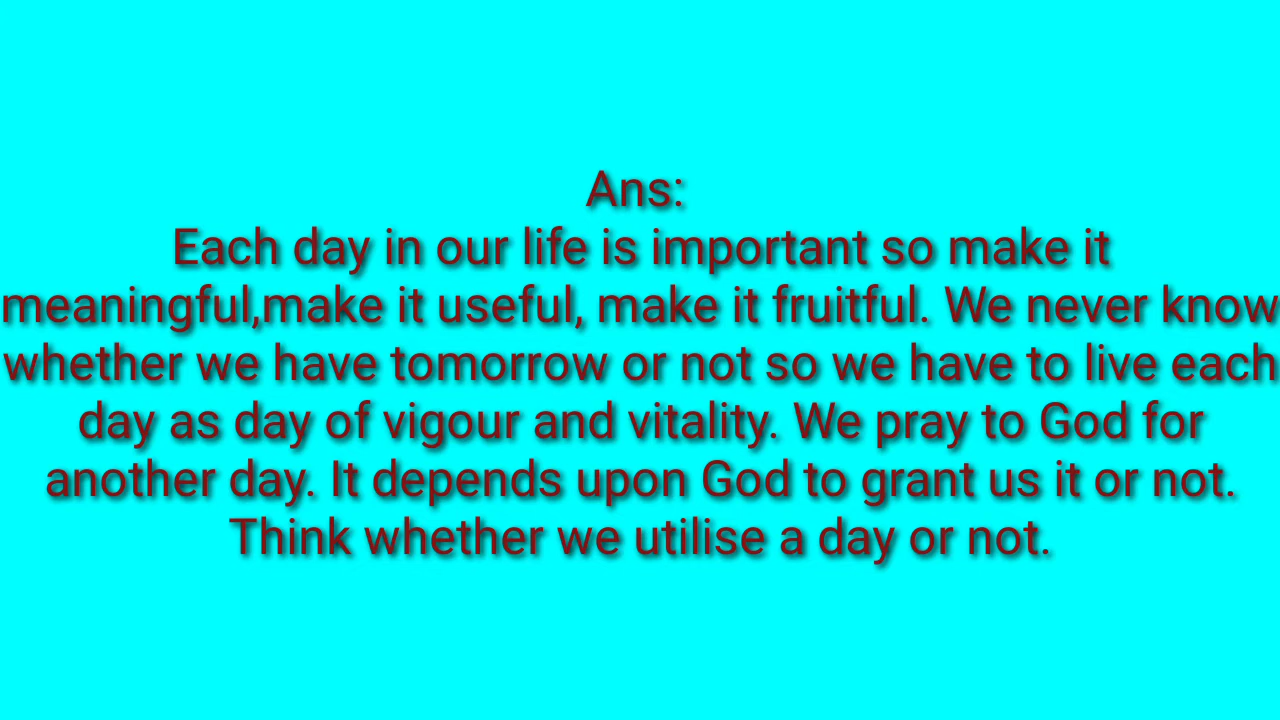 Ans:
Each day in our life is important so make it
meaningful,make it useful, make it fruitful. We never know
whether we have tomorrow or not so we have to live each
day as day of vigour and vitality. We pray to God for
another day. It depends upon God to grant us it or not.
Think whether we utilise a day or not.